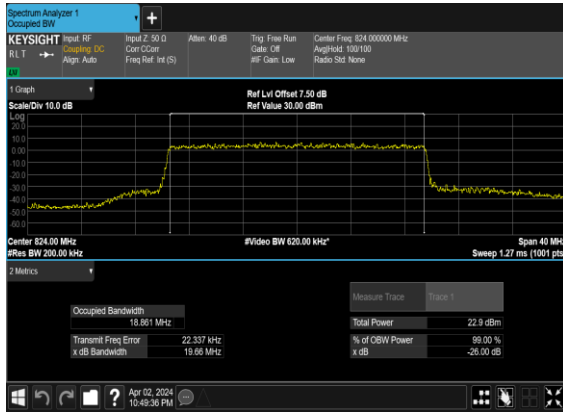 Spectrum Analyzer 1
Occupied BW
+
KEYSIGHT Input: RF Input Z: 50 Ω Atten: 40 dB Trig: Free Run Center Freq: 824.000000 MHz
RLT Coupling: DC Corr CCorr Gate: Off Avg|Hold: 100/100
Align: Auto Freq Ref: Int (S) #IF Gain: Low Radio Std: None
1 Graph
Ref Lvl Offset 7.50 dB
Scale/Div 10.0 dB Ref Value 30.00 dBm
Log
20.0
10.0
0.00
-10.0
-20.0
-30.0
-40.0
-50.0
-60.0
Center 824.00 MHz #Video BW 620.00 kHz* Span 40 MHz
#Res BW 200.00 kHz Sweep 1.27 ms (1001 pts
2 Metrics
Measure Trace Trace 1
Occupied Bandwidth
18.861 MHz Total Power 22.9 dBm
Transmit Freq Error 22.337 kHz % of OBW Power 99.00 %
x dB Bandwidth 19.66 MHz x dB -26.00 dB
? Apr 02, 2024
10:49:36 PM